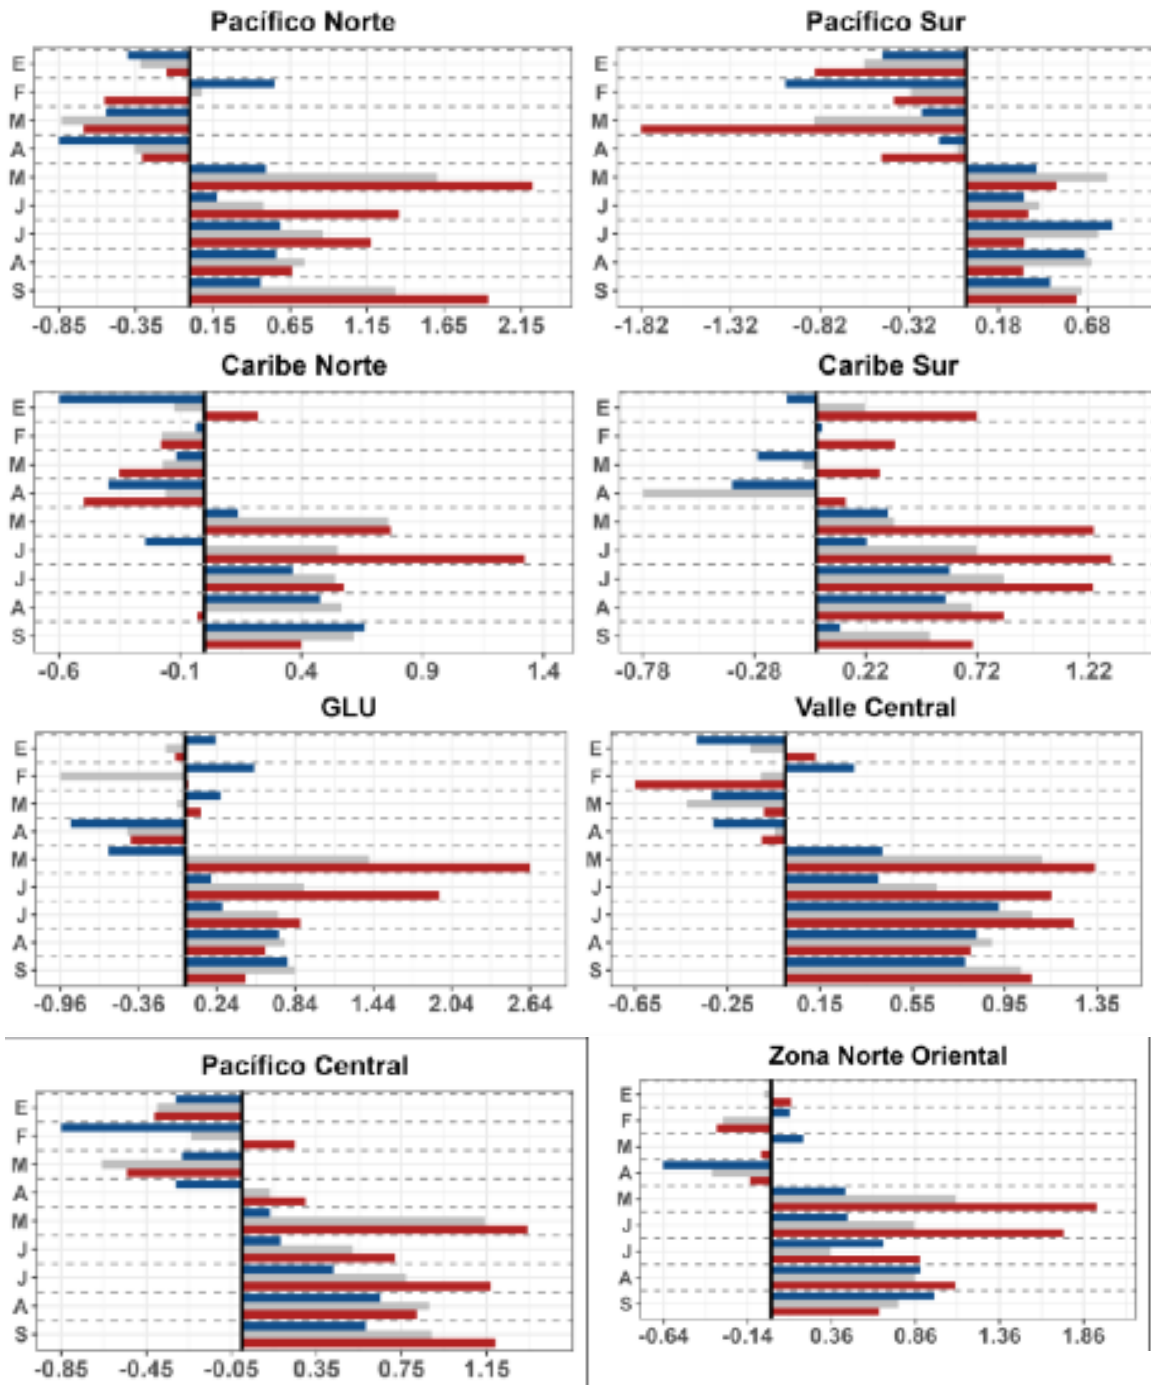 Pacífico Norte
E
F
M
A
M
J
J
A
S
-0.85 -0.35 0.15 0.65 1.15 1.65 2.15
Pacífico Sur
E
F
M
A
M
J
J
A
S
-1.82 -1.32 -0.82 -0.32 0.18 0.68
Caribe Norte
E
F
M
A
M
J
J
A
S
-0.6 -0.1 0.4 0.9 1.4
Caribe Sur
E
F
M
A
M
J
J
A
S
-0.78 -0.28 0.22 0.72 1.22
GLU
E
F
M
A
M
J
J
A
S
-0.96 -0.36 0.24 0.84 1.44 2.04 2.64
Valle Central
E
F
M
A
M
J
J
A
S
-0.65 -0.25 0.15 0.55 0.95 1.35
Pacífico Central
E
F
M
A
M
J
J
A
S
-0.85 -0.45 -0.05 0.35 0.75 1.15
Zona Norte Oriental
E
F
M
A
M
J
J
A
S
-0.64 -0.14 0.36 0.86 1.36 1.86